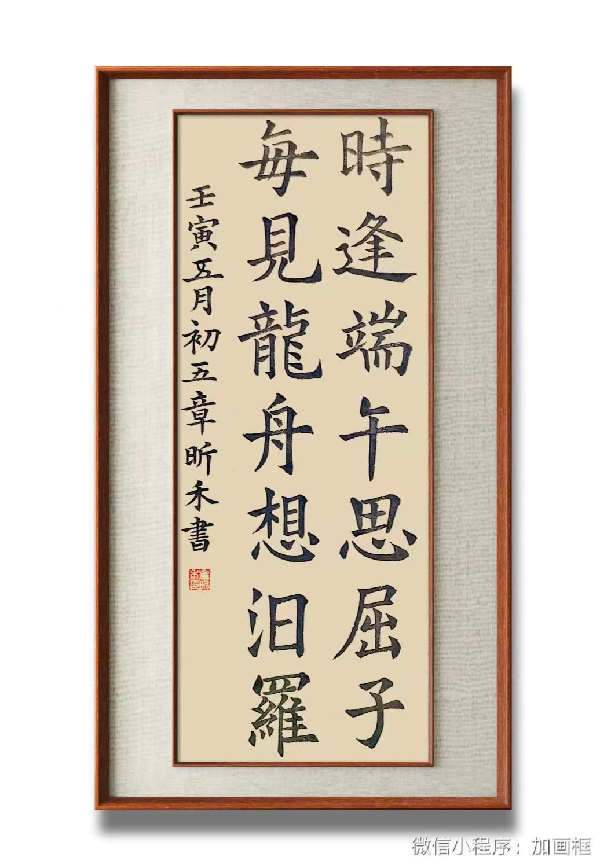 時逢端午思屈子
每見龍舟想汨羅
壬寅五月初五章昕禾書
微信小程序：加画框